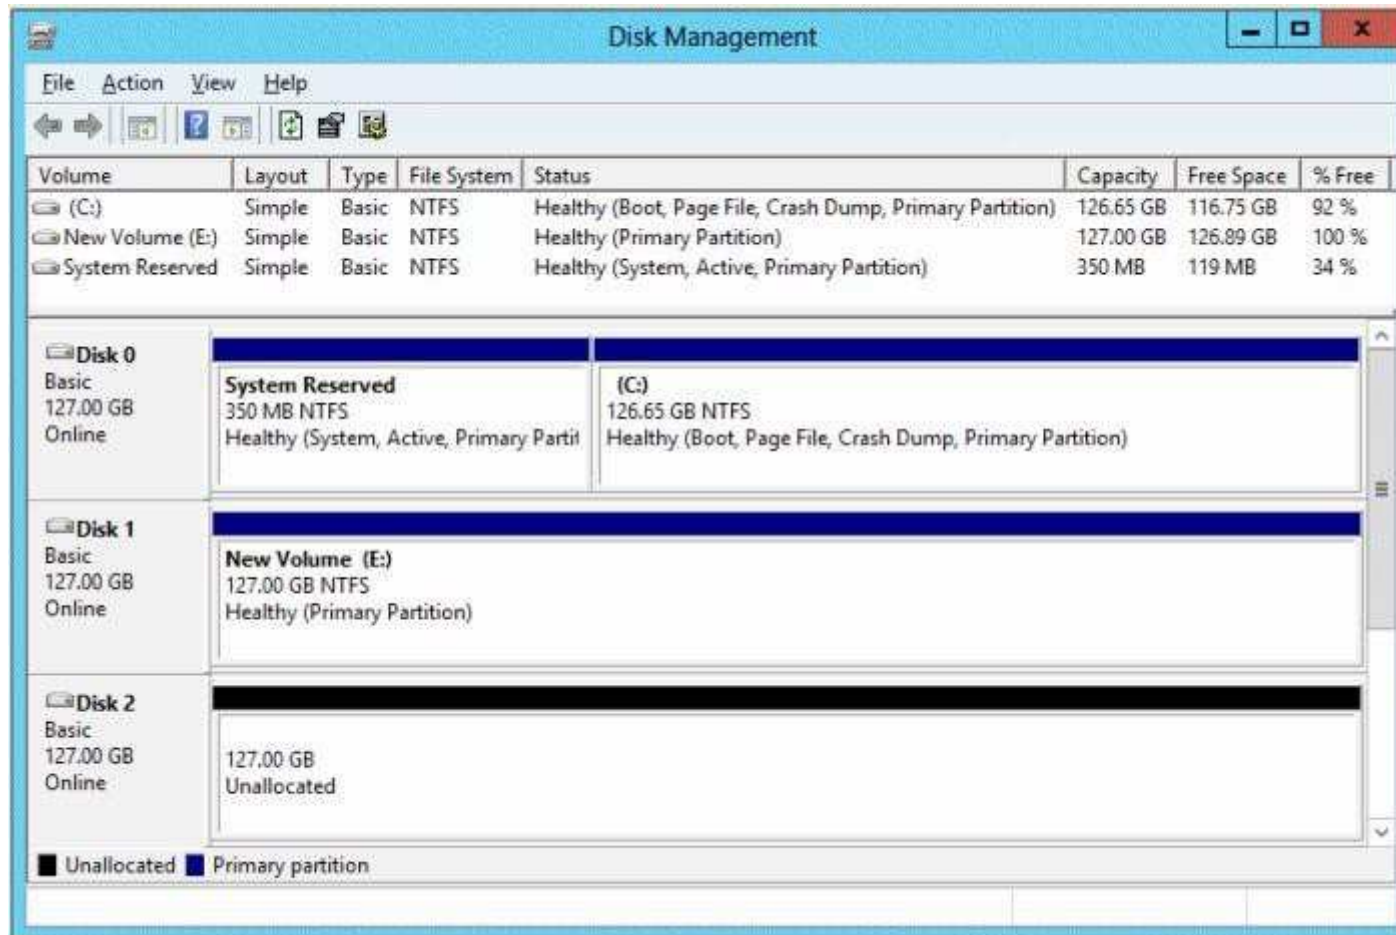 Disk Management
File Action View Help
Volume Layout Type File System Status Capacity Free Space % Free
(C:) Simple Basic NTFS Healthy (Boot, Page File, Crash Dump, Primary Partition) 126.65 GB 116.75 GB 92 %
New Volume (E:) Simple Basic NTFS Healthy (Primary Partition) 127.00 GB 126.89 GB 100 %
System Reserved Simple Basic NTFS Healthy (System, Active, Primary Partition) 350 MB 119 MB 34 %
Disk 0
Basic
127.00 GB
Online
System Reserved
350 MB NTFS
Healthy (System, Active, Primary Partit
(C:)
126.65 GB NTFS
Healthy (Boot, Page File, Crash Dump, Primary Partition)
Disk 1
Basic
127.00 GB
Online
New Volume (E:)
127.00 GB NTFS
Healthy (Primary Partition)
Disk 2
Basic
127.00 GB
Online
127.00 GB
Unallocated
Unallocated Primary partition